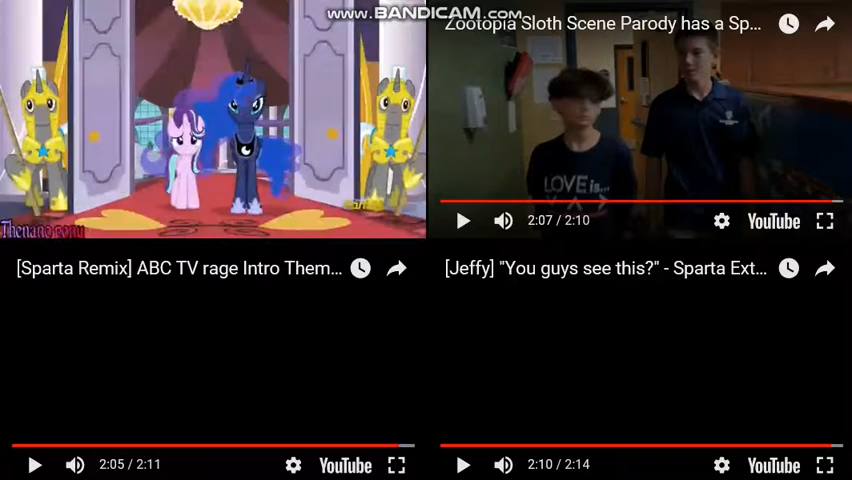 www.BANDICAM.com
Zootopia Sloth Scene Parody has a Sp...
LOVE is...
2:07 / 2:10
YouTube
Thenano ponu
[Sparta Remix] ABC TV rage Intro Them...
[Jeffy] "You guys see this?" - Sparta Ext...
2:05 / 2:11
YouTube
2:10 / 2:14
YouTube